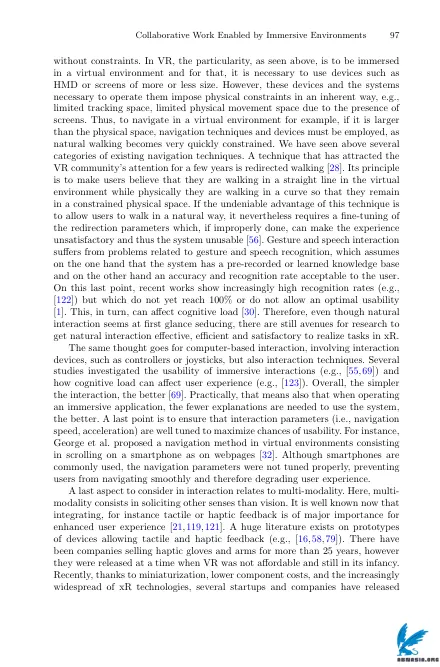 Collaborative Work Enabled by Immersive Environments 97
without constraints. In VR, the particularity, as seen above, is to be immersed
in a virtual environment and for that, it is necessary to use devices such as
HMD or screens of more or less size. However, these devices and the systems
necessary to operate them impose physical constraints in an inherent way, e.g.,
limited tracking space, limited physical movement space due to the presence of
screens. Thus, to navigate in a virtual environment for example, if it is larger
than the physical space, navigation techniques and devices must be employed, as
natural walking becomes very quickly constrained. We have seen above several
categories of existing navigation techniques. A technique that has attracted the
VR community's attention for a few years is redirected walking [28]. Its principle
is to make users believe that they are walking in a straight line in the virtual
environment while physically they are walking in a curve so that they remain
in a constrained physical space. If the undeniable advantage of this technique is
to allow users to walk in a natural way, it nevertheless requires a fine-tuning of
the redirection parameters which, if improperly done, can make the experience
unsatisfactory and thus the system unusable [56]. Gesture and speech interaction
suffers from problems related to gesture and speech recognition, which assumes
on the one hand that the system has a pre-recorded or learned knowledge base
and on the other hand an accuracy and recognition rate acceptable to the user.
On this last point, recent works show increasingly high recognition rates (e.g.,
[122]) but which do not yet reach 100% or do not allow an optimal usability
[1]. This, in turn, can affect cognitive load [30]. Therefore, even though natural
interaction seems at first glance seducing, there are still avenues for research to
get natural interaction effective, efficient and satisfactory to realize tasks in xR.
The same thought goes for computer-based interaction, involving interaction
devices, such as controllers or joysticks, but also interaction techniques. Several
studies investigated the usability of immersive interactions (e.g., [55,69]) and
how cognitive load can affect user experience (e.g., [123]). Overall, the simpler
the interaction, the better [69]. Practically, that means also that when operating
an immersive application, the fewer explanations are needed to use the system,
the better. A last point is to ensure that interaction parameters (i.e., navigation
speed, acceleration) are well tuned to maximize chances of usability. For instance,
George et al. proposed a navigation method in virtual environments consisting
in scrolling on a smartphone as on webpages [32]. Although smartphones are
commonly used, the navigation parameters were not tuned properly, preventing
users from navigating smoothly and therefore degrading user experience.
A last aspect to consider in interaction relates to multi-modality. Here, multi-
modality consists in soliciting other senses than vision. It is well known now that
integrating, for instance tactile or haptic feedback is of major importance for
enhanced user experience [21,119,121]. A huge literature exists on prototypes
of devices allowing tactile and haptic feedback (e.g., [16,58,79]). There have
been companies selling haptic gloves and arms for more than 25 years, however
they were released at a time when VR was not affordable and still in its infancy.
Recently, thanks to miniaturization, lower component costs, and the increasingly
widespread of xR technologies, several startups and companies have released